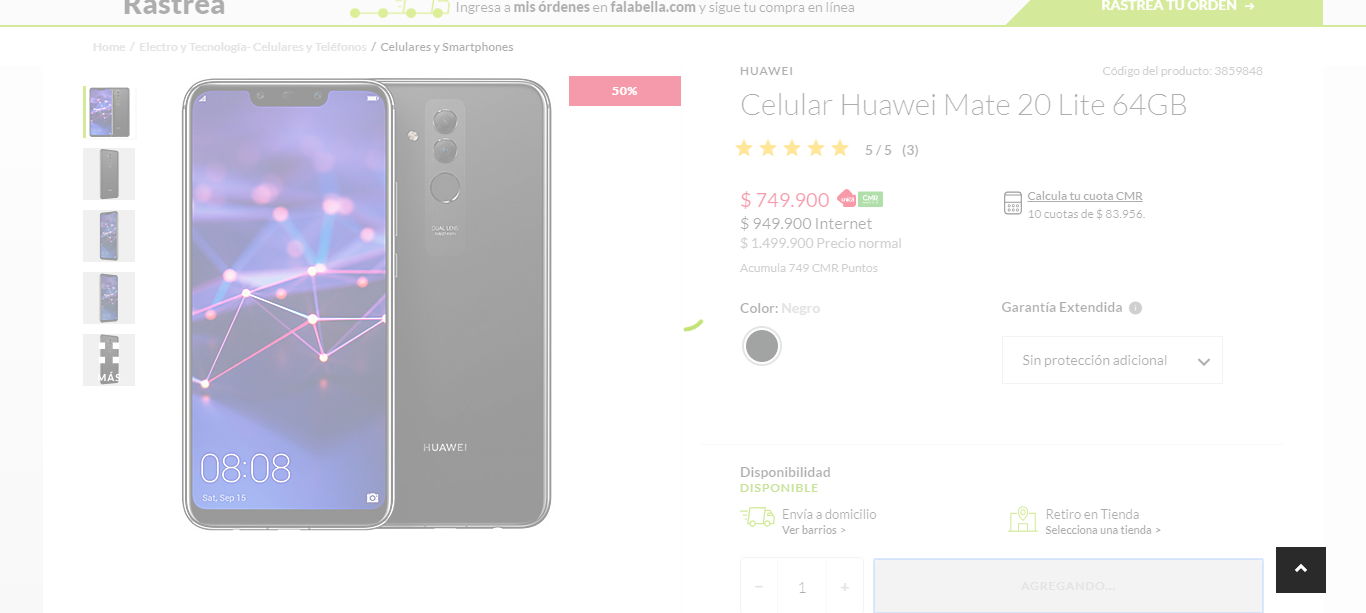 Rastrea
Ingresa a mis órdenes en falabella.com y sigue tu compra en línea
RASTREA TU ORDEN →
Home / Electro y Tecnología- Celulares y Teléfonos / Celulares y Smartphones
HUAWEI
Código del producto: 3859848
50%
Celular Huawei Mate 20 Lite 64GB
5 / 5 (3)
$ 749.900 CMR
$ 949.900 Internet
$ 1.499.900 Precio normal
Acumula 749 CMR Puntos
Calcula tu cuota CMR
10 cuotas de $ 83.956.
Color: Negro
Garantía Extendida i
Sin protección adicional
MÁS
DUAL LENS
HUAWEI
08:08
Sat, Sep 15
Disponibilidad
DISPONIBLE
Envía a domicilio
Ver barrios >
Retiro en Tienda
Selecciona una tienda >
− 1 +
AGREGANDO...